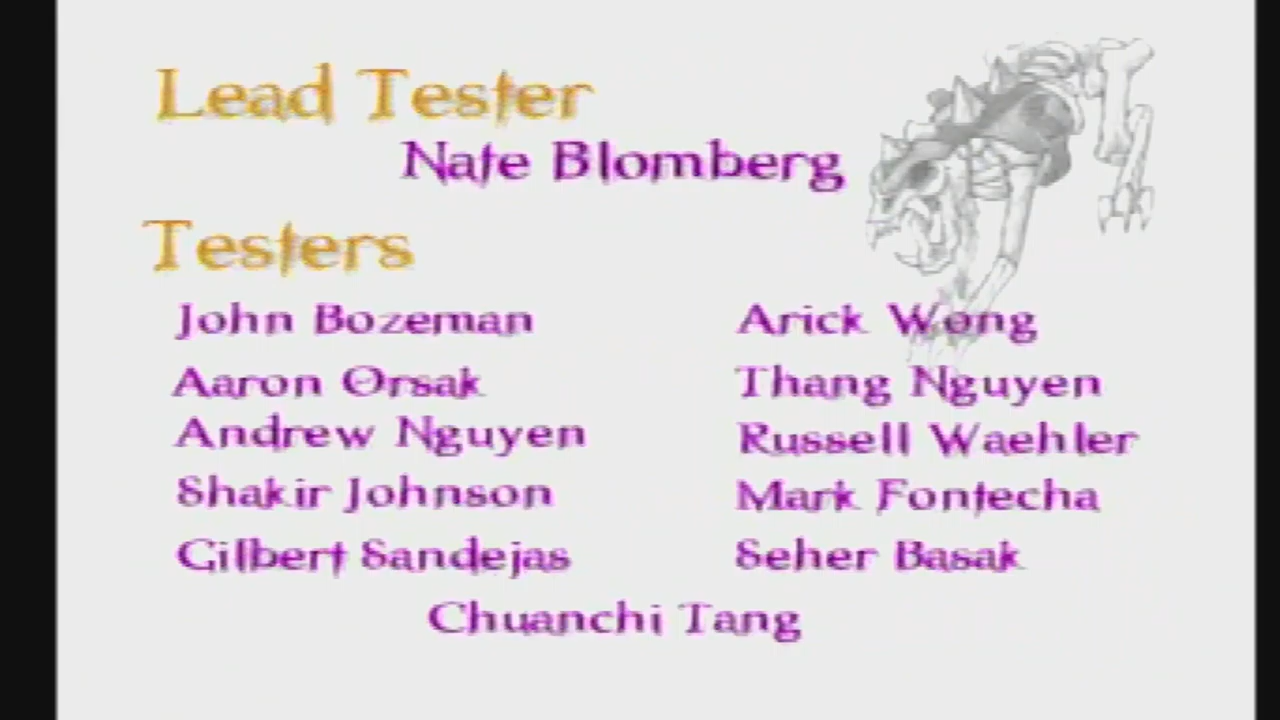 Lead Tester
Nate Blomberg
Testers
John Bozeman Arick Wong
Aaron Orsak Thang Nguyen
Andrew Nguyen Russell Waehler
Shakir Johnson Mark Fontecha
Gilbert Sandejas Seher Basak
Chuanchi Tang